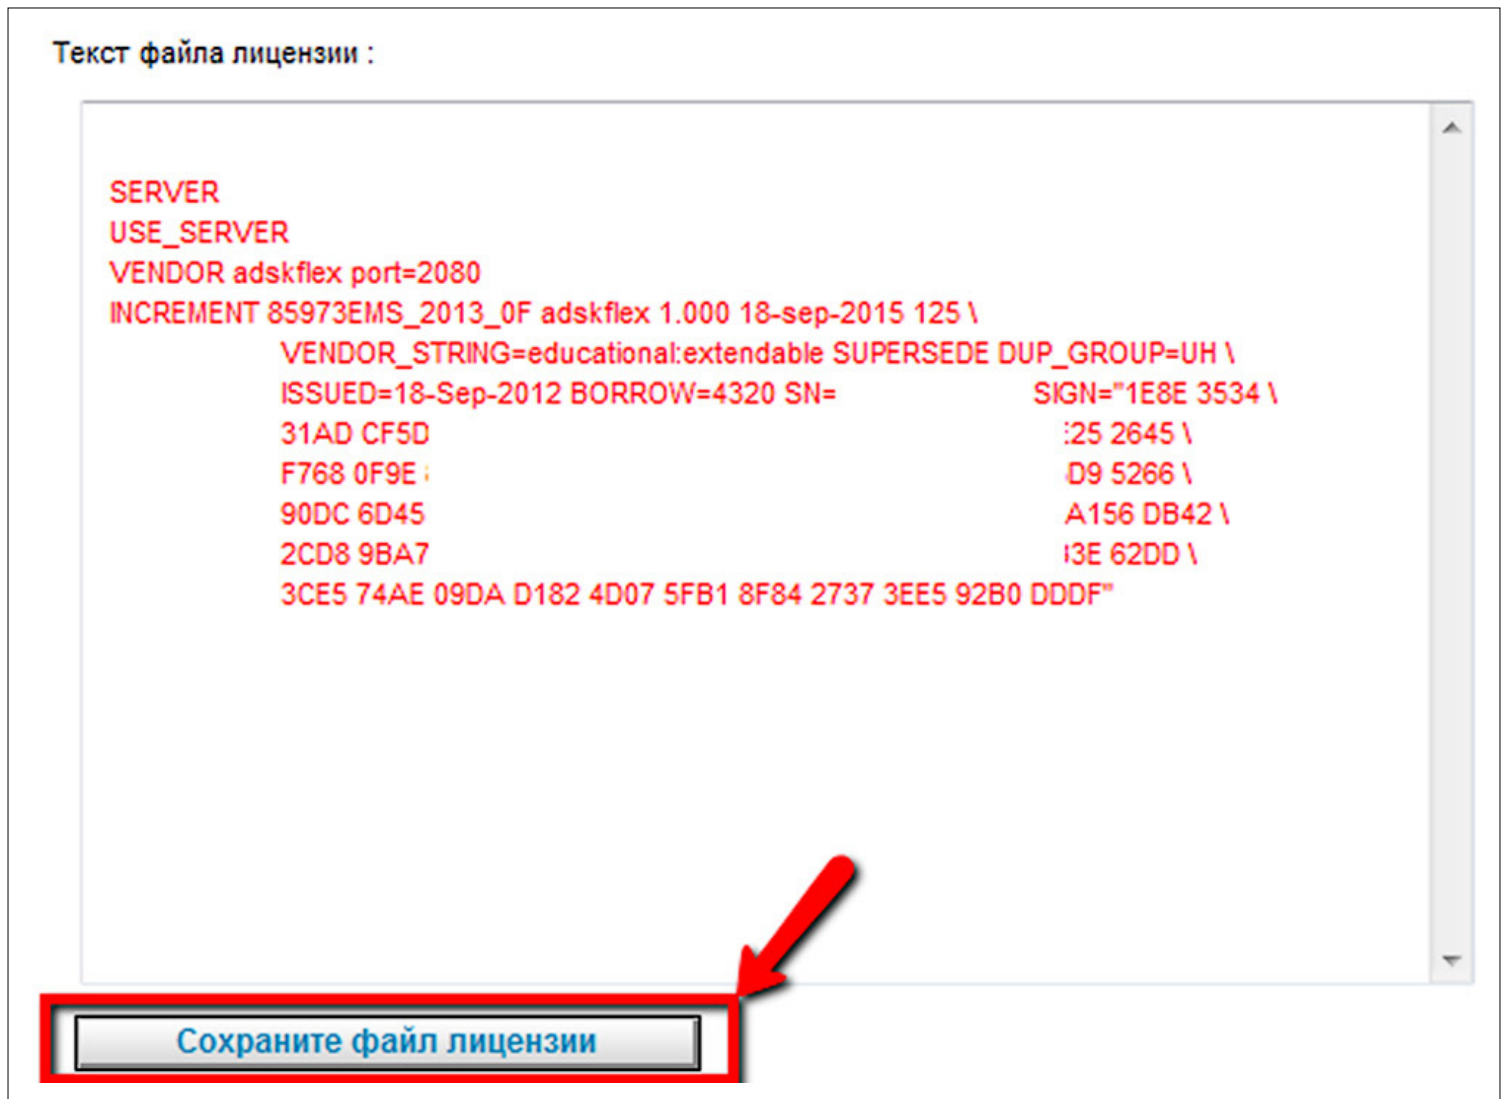 Текст файла лицензии :
SERVER
USE_SERVER
VENDOR adskflex port=2080
INCREMENT 85973EMS_2013_0F adskflex 1.000 18-sep-2015 125 \
VENDOR_STRING=educational:extendable SUPERSEDE DUP_GROUP=UH \
ISSUED=18-Sep-2012 BORROW=4320 SN= SIGN="1E8E 3534 \
31AD CF5D 2645 \
F768 0F9E 5266 \
90DC 6D45 A156 DB42 \
2CD8 9BA7 62DD \
3CE5 74AE 09DA D182 4D07 5FB1 8F84 2737 3EE5 92B0 DDDF"
Сохраните файл лицензии